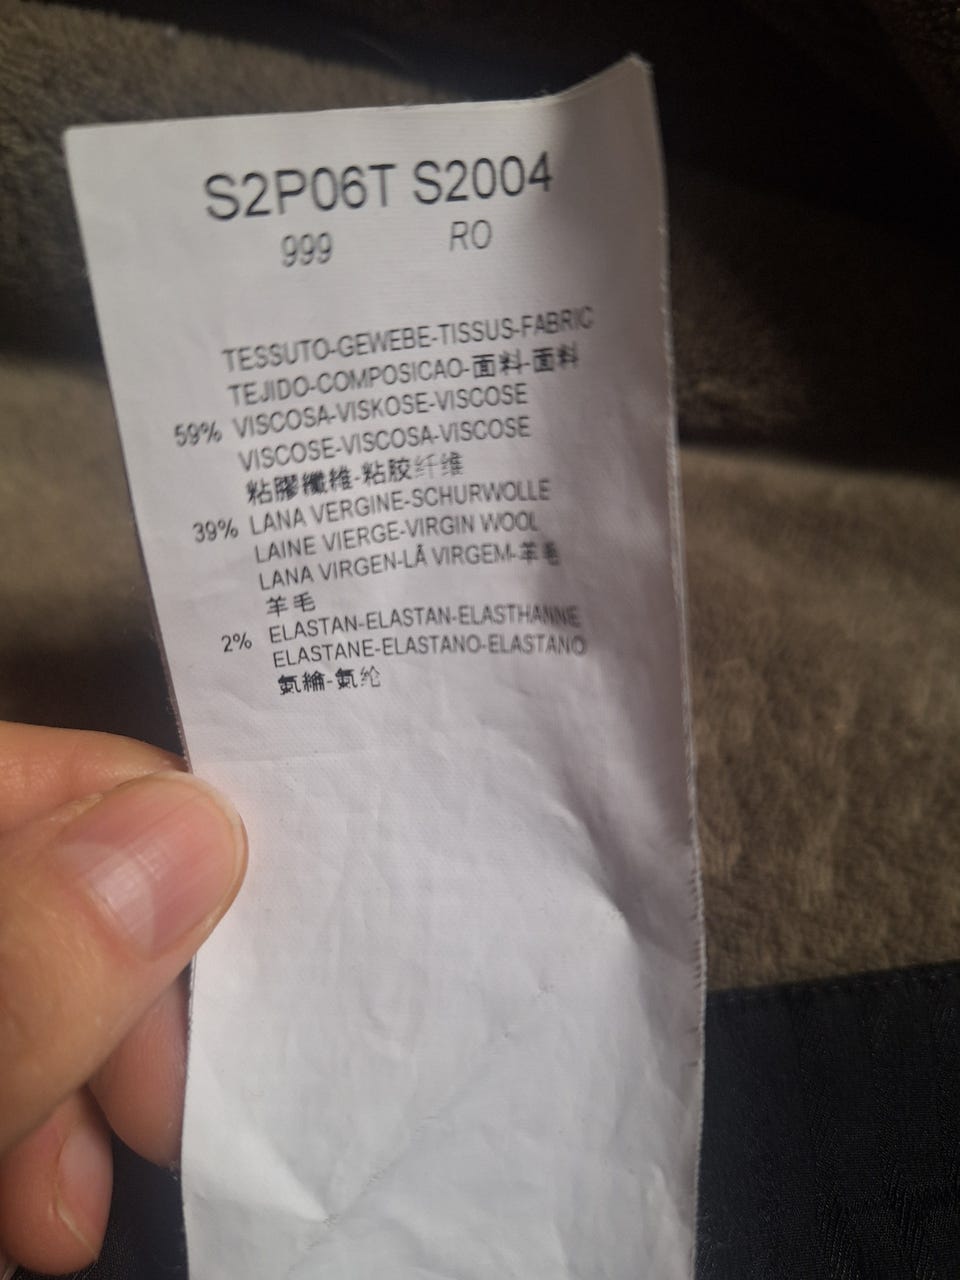 S2P06T S2004
999 RO
TESSUTO-GEWEBE-TISSUS-FABRIC
TEJIDO-COMPOSICAO-面料-面料
59% VISCOSA-VISKOSE-VISCOSE
VISCOSE-VISCOSA-VISCOSE
粘膠纖維-粘胶纤维
39% LANA VERGINE-SCHURWOLLE
LAINE VIERGE-VIRGIN WOOL
LANA VIRGEN-LÃ VIRGEM-羊毛
羊毛
2% ELASTAN-ELASTAN-ELASTHANNE
ELASTANE-ELASTANO-ELASTANO
氨綸-氨纶